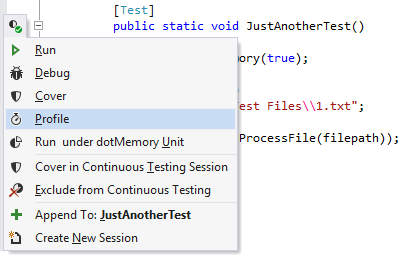 [Test]
public static void JustAnotherTest()
Run
ory(true);
Debug
Cover
est Files\\1.txt";
Profile
ProcessFile(filepath));
Run under dotMemory Unit
Cover in Continuous Testing Session
Exclude from Continuous Testing
Append To: JustAnotherTest
Create New Session